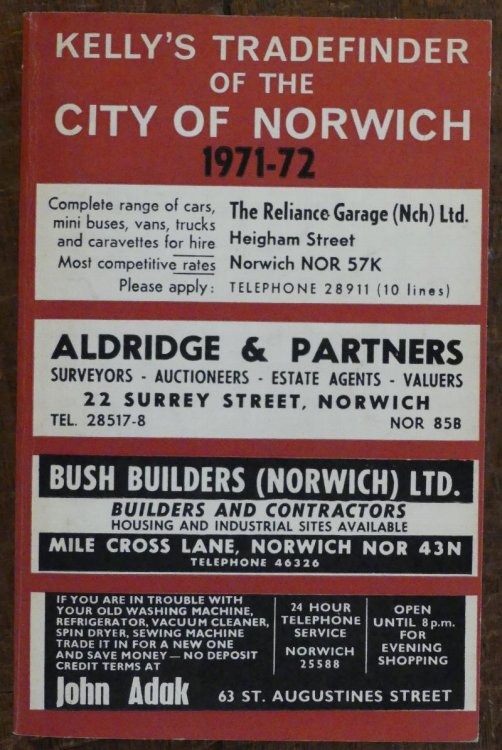 KELLY'S TRADEFINDER
OF THE
CITY OF NORWICH
1971-72
Complete range of cars,
mini buses, vans, trucks
and caravettes for hire
Most competitive rates
Please apply:
The Reliance Garage (Nch) Ltd.
Heigham Street
Norwich NOR 57K
TELEPHONE 28911 (10 lines)
ALDRIDGE & PARTNERS
SURVEYORS - AUCTIONEERS - ESTATE AGENTS - VALUERS
22 SURREY STREET, NORWICH
TEL. 28517-8 NOR 85B
BUSH BUILDERS (NORWICH) LTD.
BUILDERS AND CONTRACTORS
HOUSING AND INDUSTRIAL SITES AVAILABLE
MILE CROSS LANE, NORWICH NOR 43N
TELEPHONE 46326
IF YOU ARE IN TROUBLE WITH
YOUR OLD WASHING MACHINE,
REFRIGERATOR, VACUUM CLEANER,
SPIN DRYER, SEWING MACHINE
TRADE IT IN FOR A NEW ONE
AND SAVE MONEY — NO DEPOSIT
CREDIT TERMS AT
24 HOUR
TELEPHONE
SERVICE
NORWICH
25588
OPEN
UNTIL 8 p.m.
FOR
EVENING
SHOPPING
John Adak 63 ST. AUGUSTINES STREET